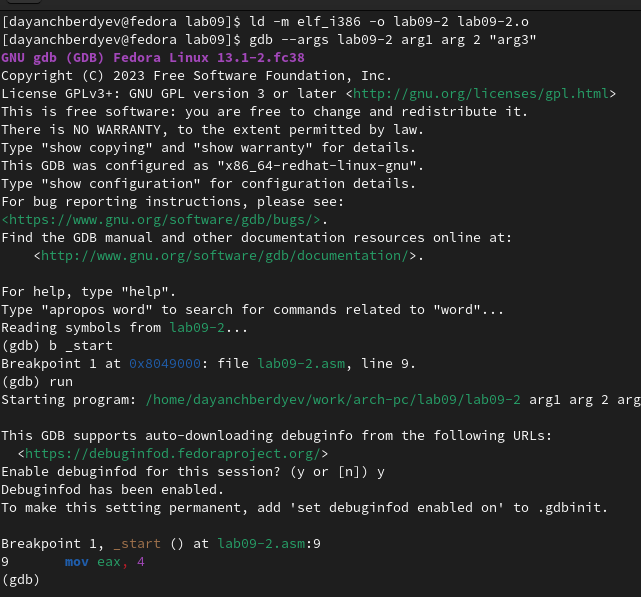 [dayanchberdyev@fedora lab09]$ ld -m elf_i386 -o lab09-2 lab09-2.o
[dayanchberdyev@fedora lab09]$ gdb --args lab09-2 arg1 arg 2 "arg3"
GNU gdb (GDB) Fedora Linux 13.1-2.fc38
Copyright (C) 2023 Free Software Foundation, Inc.
License GPLv3+: GNU GPL version 3 or later <http://gnu.org/licenses/gpl.html>
This is free software: you are free to change and redistribute it.
There is NO WARRANTY, to the extent permitted by law.
Type "show copying" and "show warranty" for details.
This GDB was configured as "x86_64-redhat-linux-gnu".
Type "show configuration" for configuration details.
For bug reporting instructions, please see:
<https://www.gnu.org/software/gdb/bugs/>.
Find the GDB manual and other documentation resources online at:
    <http://www.gnu.org/software/gdb/documentation/>.

For help, type "help".
Type "apropos word" to search for commands related to "word"...
Reading symbols from lab09-2...
(gdb) b _start
Breakpoint 1 at 0x8049000: file lab09-2.asm, line 9.
(gdb) run
Starting program: /home/dayanchberdyev/work/arch-pc/lab09/lab09-2 arg1 arg 2 arg

This GDB supports auto-downloading debuginfo from the following URLs:
  <https://debuginfod.fedoraproject.org/>
Enable debuginfod for this session? (y or [n]) y
Debuginfod has been enabled.
To make this setting permanent, add 'set debuginfod enabled on' to .gdbinit.

Breakpoint 1, _start () at lab09-2.asm:9
9       mov eax, 4
(gdb)